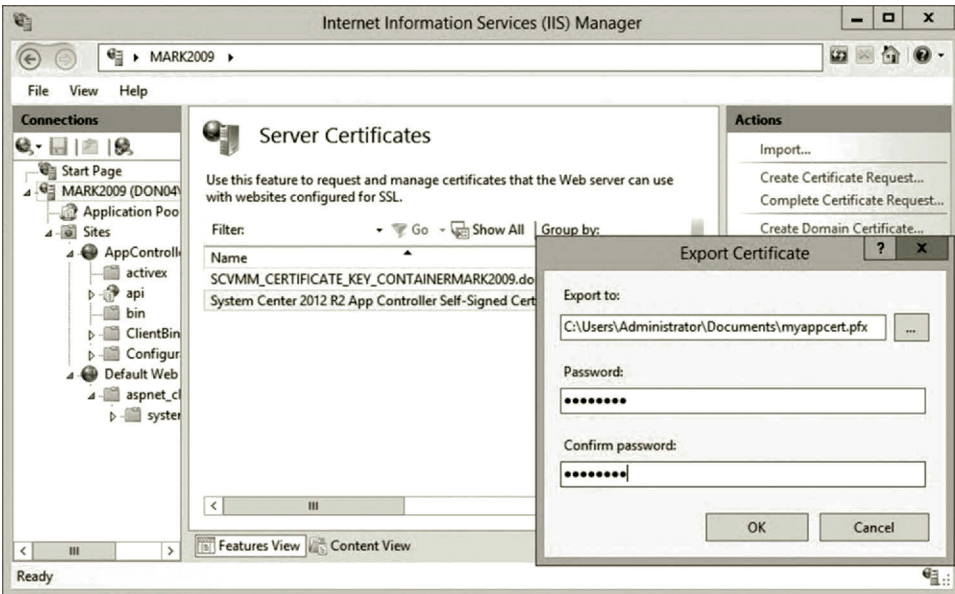 Internet Information Services (IIS) Manager
MARK2009
File View Help
Connections
Start Page
MARK2009 (DON04\
Application Poo
Sites
AppControlle
activex
api
bin
ClientBin
Configur
Default Web
aspnet_cl
syster
Server Certificates
Use this feature to request and manage certificates that the Web server can use
with websites configured for SSL.
Filter: Go Show All Group by:
Name
SCVMM_CERTIFICATE_KEY_CONTAINERMARK2009.do
System Center 2012 R2 App Controller Self-Signed Cert
Features View Content View
Actions
Import...
Create Certificate Request...
Complete Certificate Request...
Create Domain Certificate...
Export Certificate
Export to:
C:\Users\Administrator\Documents\myappcert.pfx
...
Password:
••••••••
Confirm password:
••••••••
OK Cancel
Ready